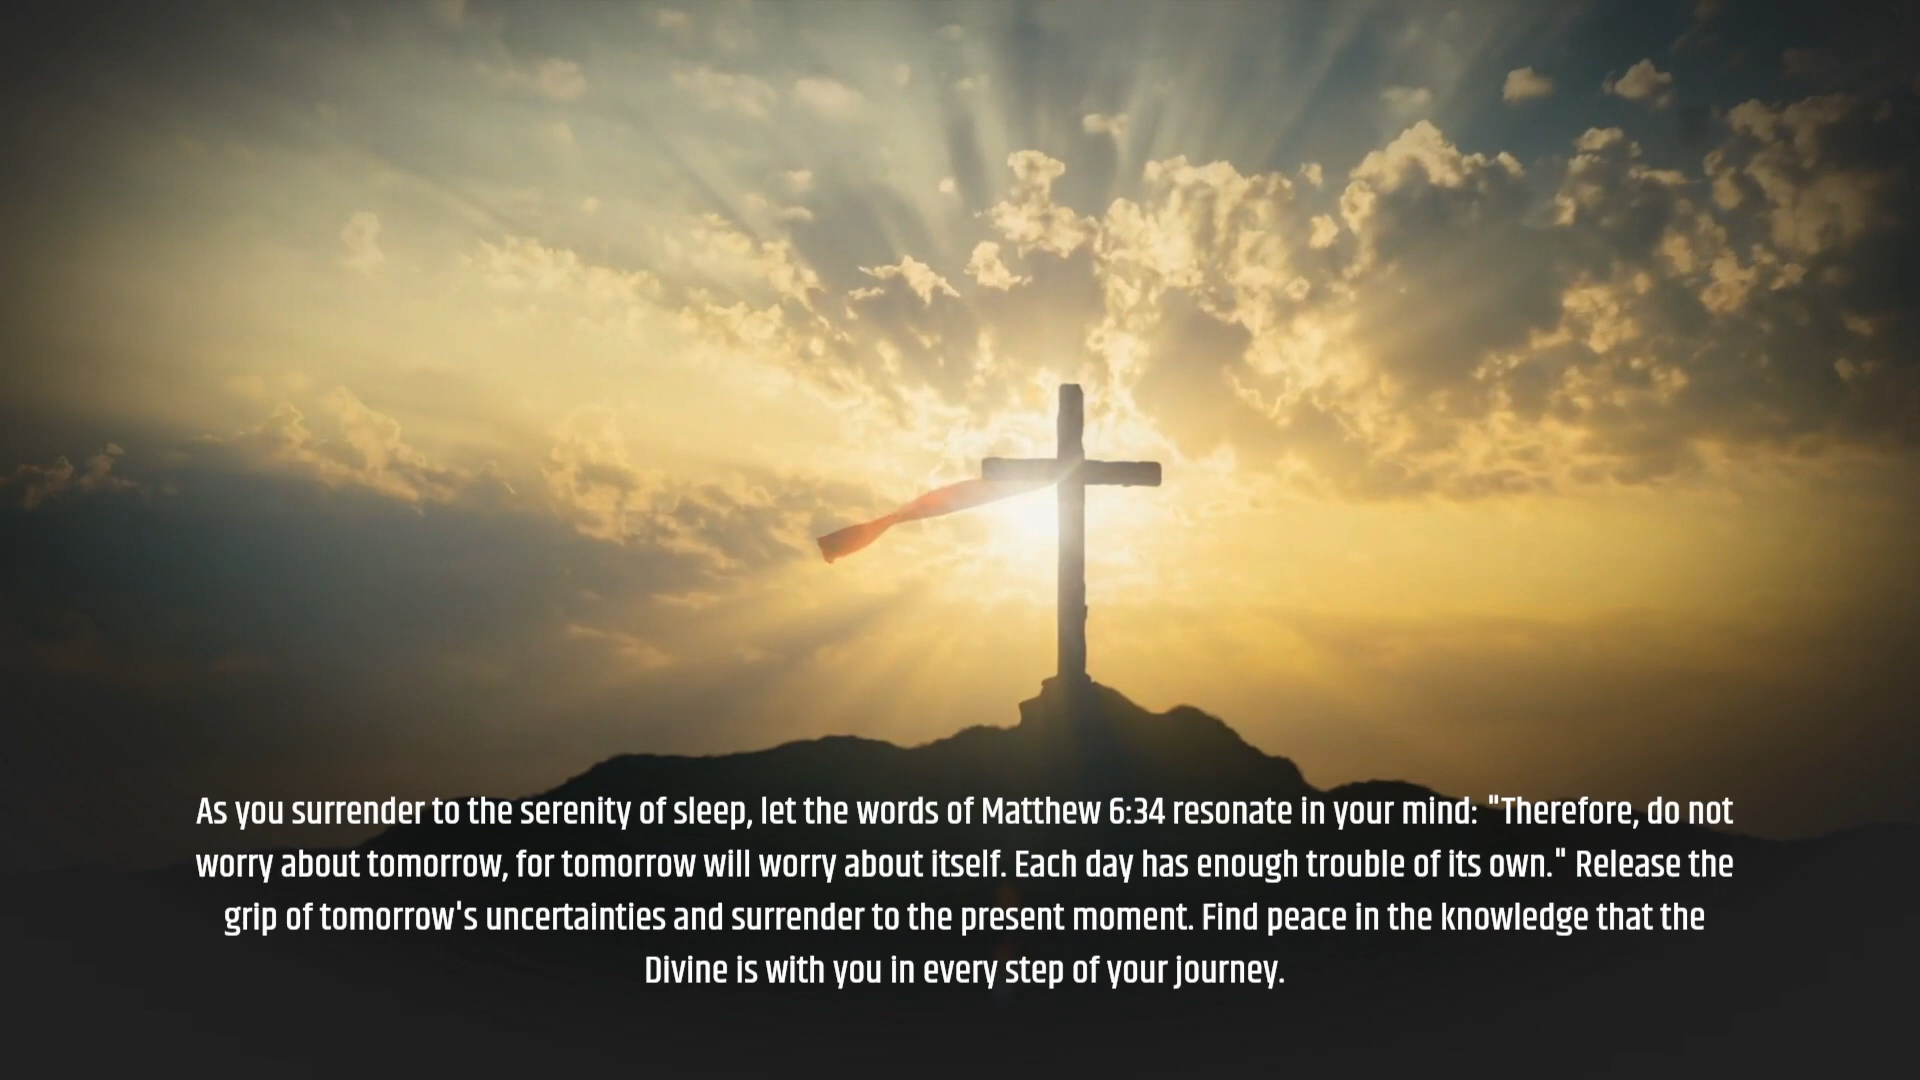 As you surrender to the serenity of sleep, let the words of Matthew 6:34 resonate in your mind: "Therefore, do not
worry about tomorrow, for tomorrow will worry about itself. Each day has enough trouble of its own." Release the
grip of tomorrow's uncertainties and surrender to the present moment. Find peace in the knowledge that the
Divine is with you in every step of your journey.